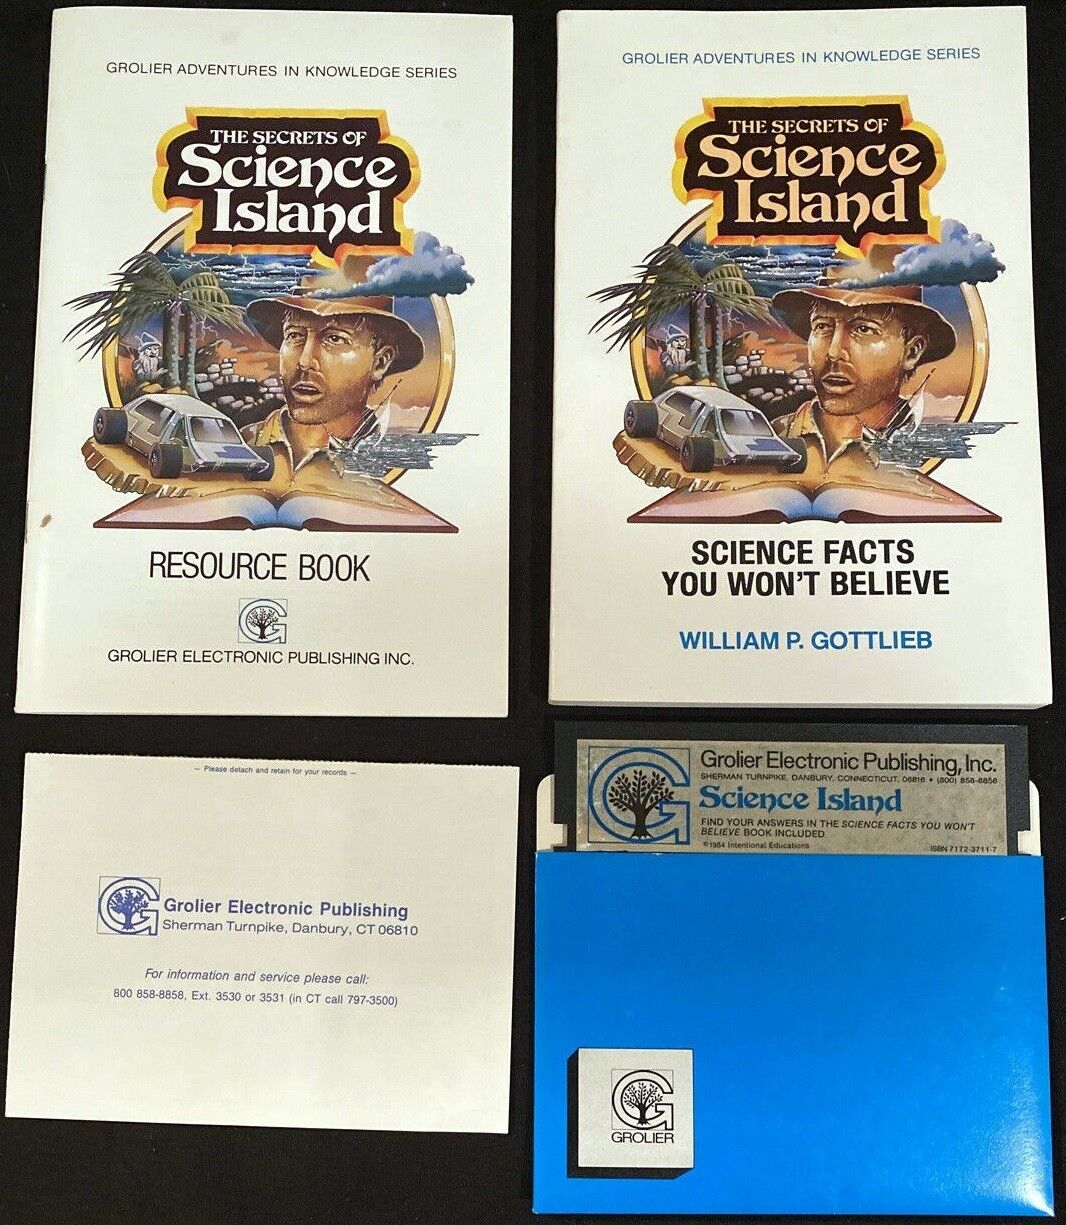 GROLIER ADVENTURES IN KNOWLEDGE SERIES
THE SECRETS OF
Science
Island
RESOURCE BOOK
G
GROLIER ELECTRONIC PUBLISHING INC.
GROLIER ADVENTURES IN KNOWLEDGE SERIES
THE SECRETS OF
Science
Island
SCIENCE FACTS
YOU WON'T BELIEVE
WILLIAM P. GOTTLIEB
— Please detach and retain for your records —
G
Grolier Electronic Publishing
Sherman Turnpike, Danbury, CT 06810
For information and service please call:
800 858-8858, Ext. 3530 or 3531 (in CT call 797-3500)
G
Grolier Electronic Publishing, Inc.
SHERMAN TURNPIKE, DANBURY, CONNECTICUT, 06816 • (800) 858-8858
Science Island
FIND YOUR ANSWERS IN THE SCIENCE FACTS YOU WON'T
BELIEVE BOOK INCLUDED
©1984 Intentional Educations
ISBN 7172-3711-7
G
GROLIER